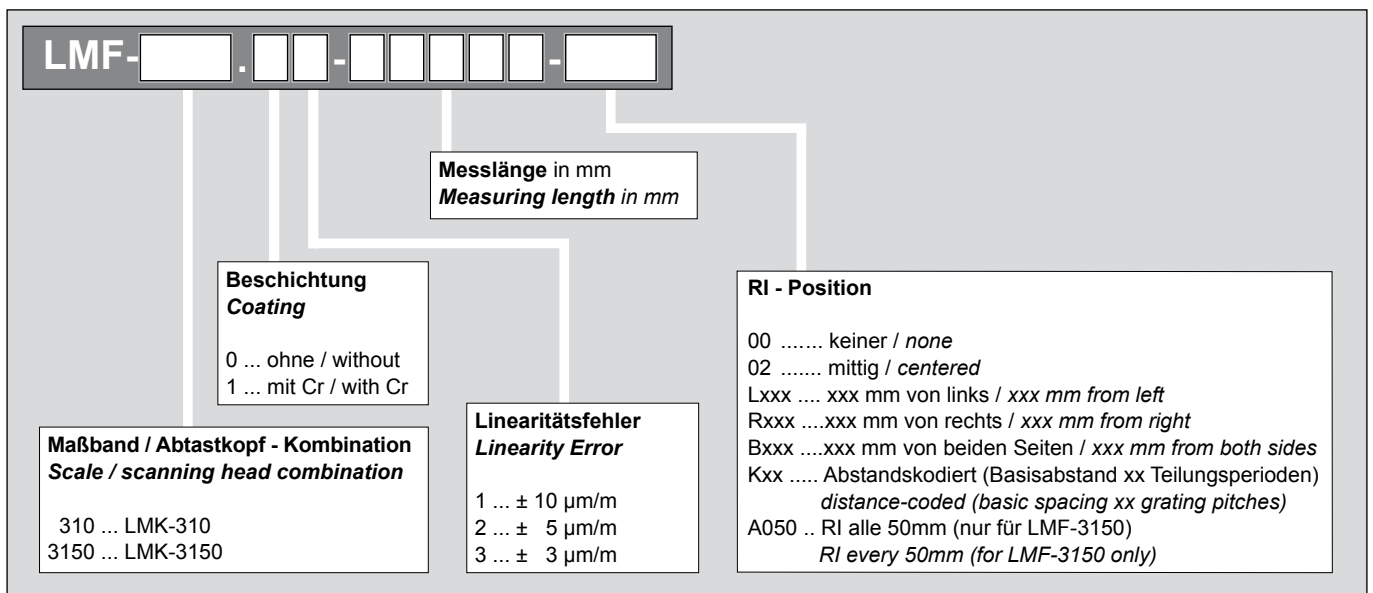 LMF- . - -
Messlänge in mm
Measuring length in mm
Beschichtung
Coating
0 ... ohne / without
1 ... mit Cr / with Cr
Maßband / Abtastkopf - Kombination
Scale / scanning head combination
310 ... LMK-310
3150 ... LMK-3150
Linearitätsfehler
Linearity Error
1 ... ± 10 µm/m
2 ... ± 5 µm/m
3 ... ± 3 µm/m
RI - Position
00 ....... keiner / none
02 ....... mittig / centered
Lxxx .... xxx mm von links / xxx mm from left
Rxxx ....xxx mm von rechts / xxx mm from right
Bxxx ....xxx mm von beiden Seiten / xxx mm from both sides
Kxx ..... Abstandskodiert (Basisabstand xx Teilungsperioden)
distance-coded (basic spacing xx grating pitches)
A050 .. RI alle 50mm (nur für LMF-3150)
RI every 50mm (for LMF-3150 only)